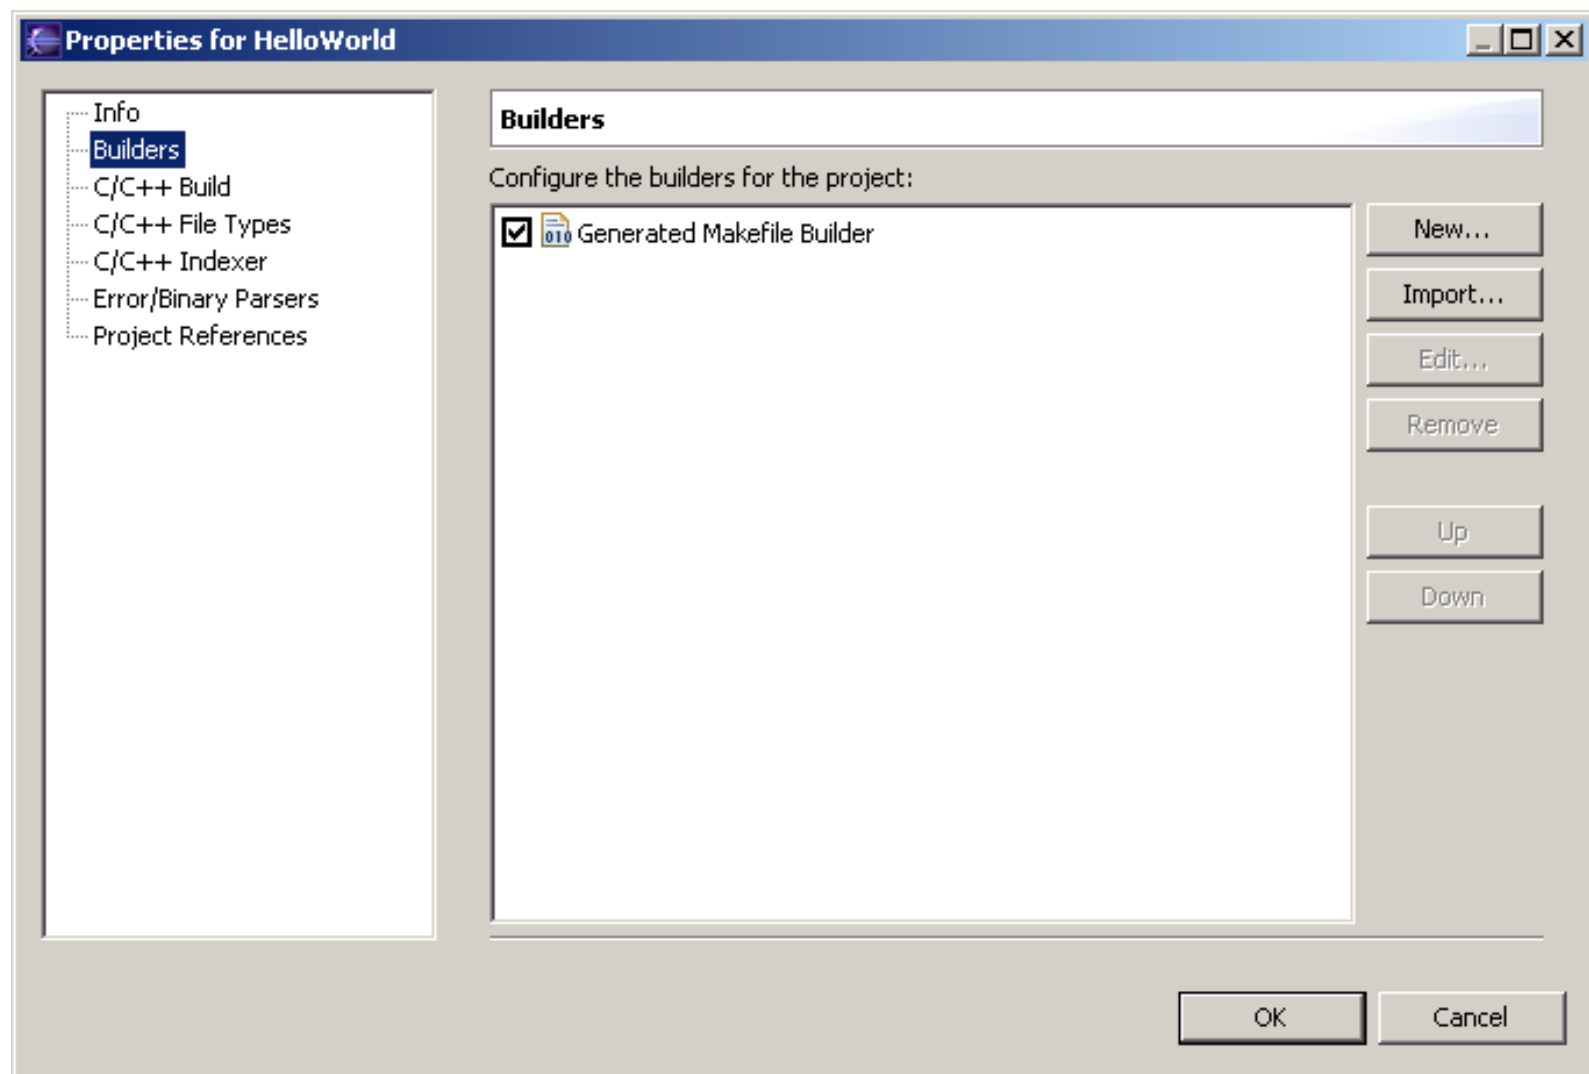 Properties for HelloWorld
Info
Builders
C/C++ Build
C/C++ File Types
C/C++ Indexer
Error/Binary Parsers
Project References
Builders
Configure the builders for the project:
010 Generated Makefile Builder
New...
Import...
Edit...
Remove
Up
Down
OK
Cancel